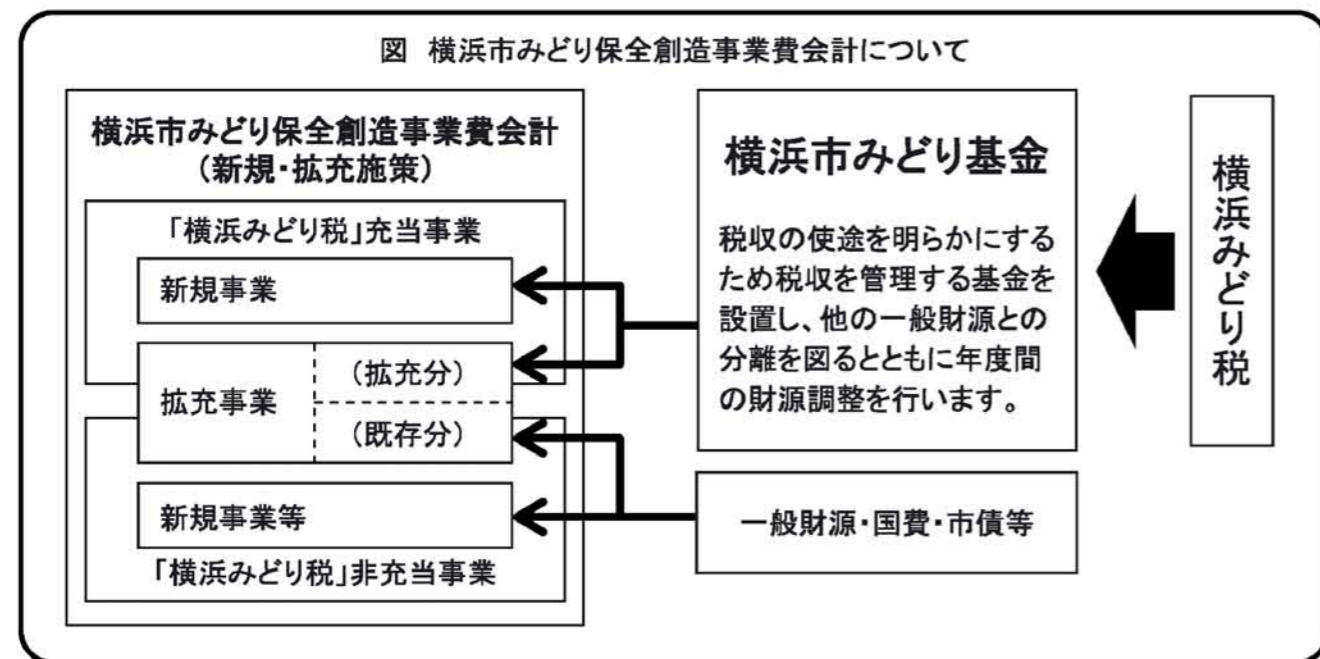 図 横浜市みどり保全創造事業費会計について
横浜市みどり保全創造事業費会計
(新規・拡充施策)
「横浜みどり税」充当事業
新規事業
拡充事業
(拡充分)
(既存分)
新規事業等
「横浜みどり税」非充当事業
横浜市みどり基金
税収の使途を明らかにする
ため税収を管理する基金を
設置し、他の一般財源との
分離を図るとともに年度間
の財源調整を行います。
一般財源・国費・市債等
横浜みどり税